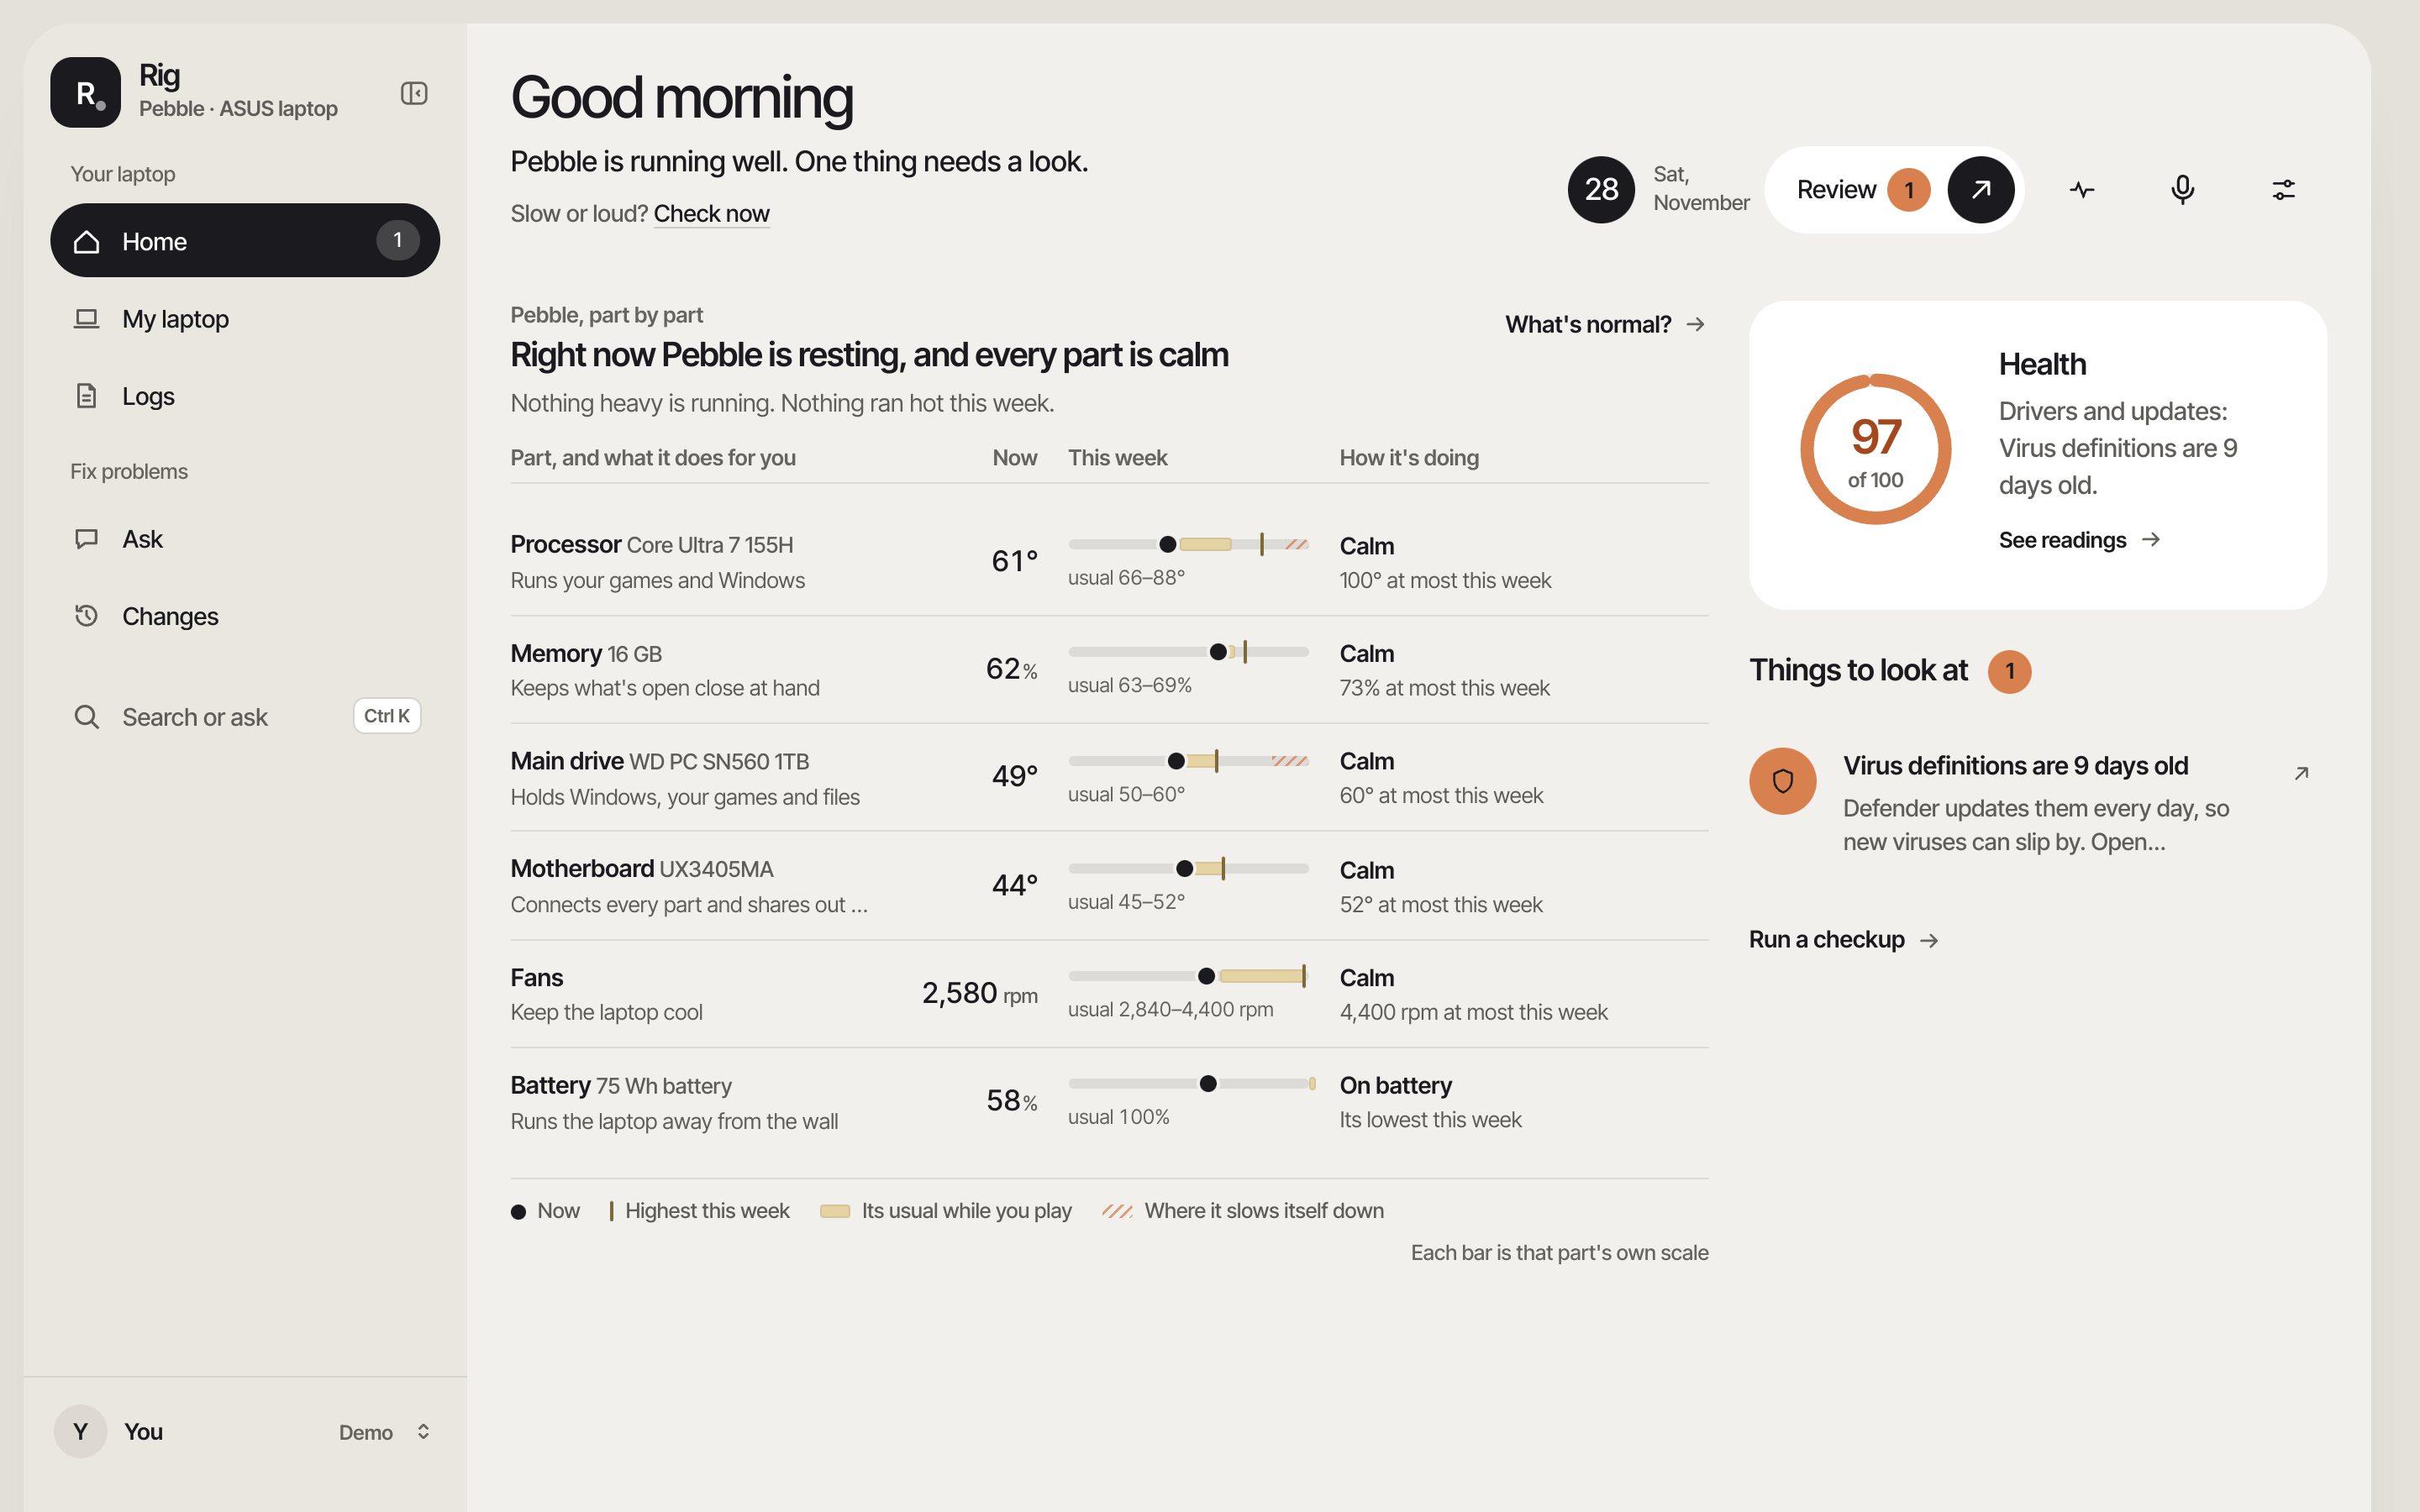 R.
Rig
Pebble · ASUS laptop
Your laptop
Home 1
My laptop
Logs
Fix problems
Ask
Changes
Search or ask Ctrl K
Y You Demo
Good morning
Pebble is running well. One thing needs a look.
Slow or loud? Check now
28 Sat,
November
Review 1
Pebble, part by part
Right now Pebble is resting, and every part is calm
Nothing heavy is running. Nothing ran hot this week.
What's normal?
Part, and what it does for you Now This week How it's doing
Processor Core Ultra 7 155H
Runs your games and Windows
61°
usual 66–88°
Calm
100° at most this week
Memory 16 GB
Keeps what's open close at hand
62%
usual 63–69%
Calm
73% at most this week
Main drive WD PC SN560 1TB
Holds Windows, your games and files
49°
usual 50–60°
Calm
60° at most this week
Motherboard UX3405MA
Connects every part and shares out ...
44°
usual 45–52°
Calm
52° at most this week
Fans
Keep the laptop cool
2,580 rpm
usual 2,840–4,400 rpm
Calm
4,400 rpm at most this week
Battery 75 Wh battery
Runs the laptop away from the wall
58%
usual 100%
On battery
Its lowest this week
Now Highest this week Its usual while you play Where it slows itself down
Each bar is that part's own scale
97
of 100
Health
Drivers and updates:
Virus definitions are 9
days old.
See readings
Things to look at 1
Virus definitions are 9 days old
Defender updates them every day, so
new viruses can slip by. Open...
Run a checkup